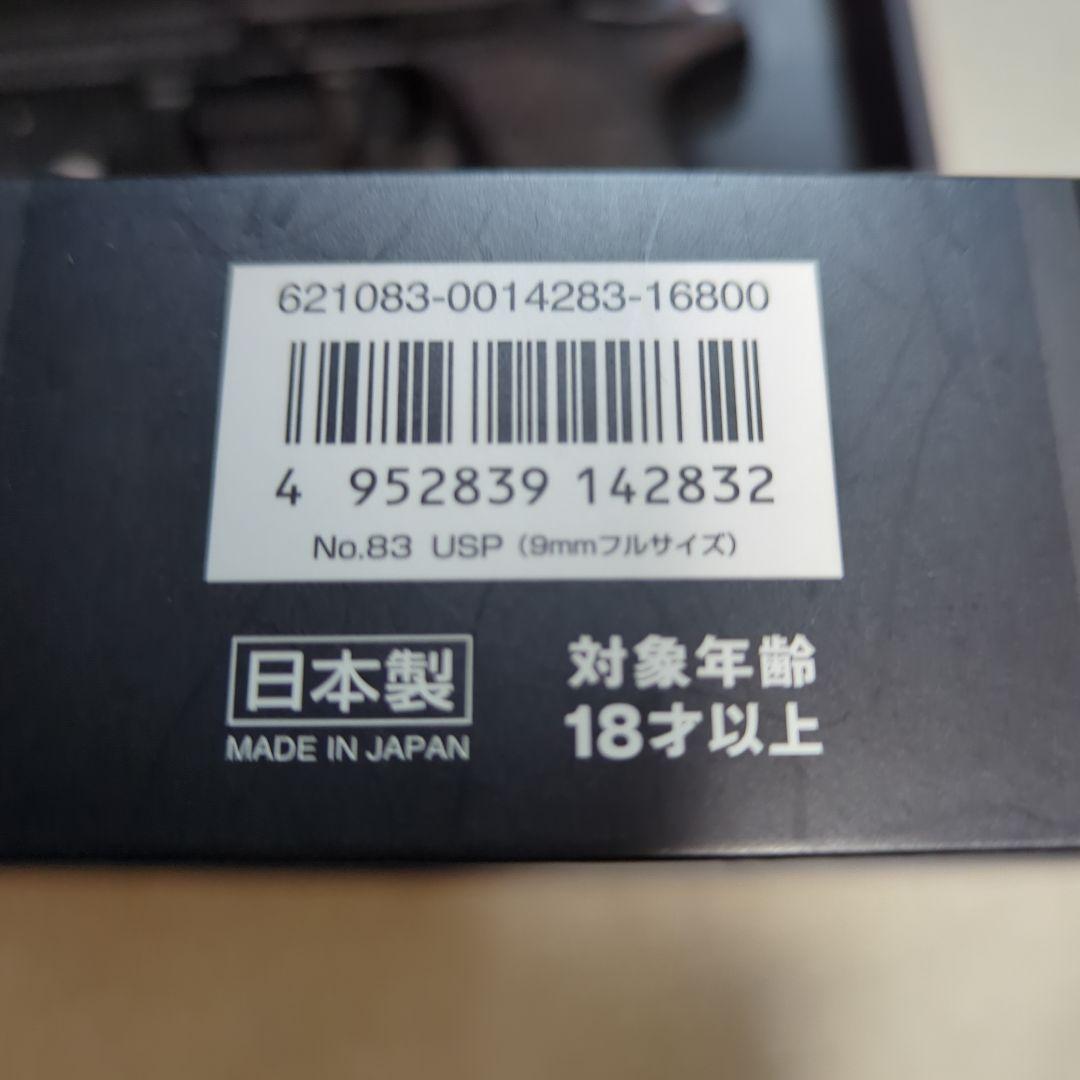 621083-0014283-16800
4 952839 142832
No.83 USP（9mmフルサイズ）
日本製
MADE IN JAPAN
対象年齢
18才以上